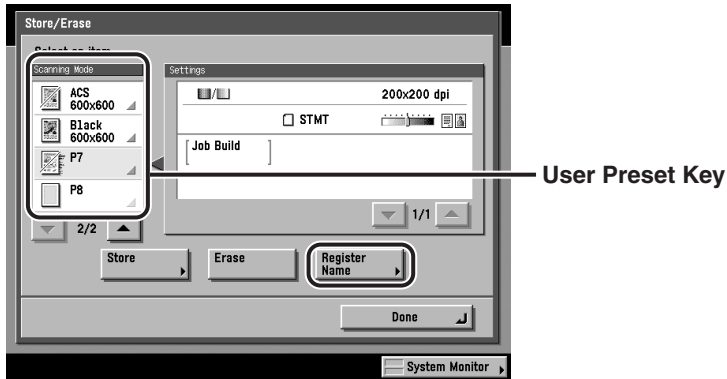 Store/Erase
Select an item.
Scanning Mode
ACS
600x600
Black
600x600
P7
P8
2/2
Settings
200x200 dpi
STMT
[ Job Build ]
1/1
Store
Erase
Register
Name
Done
System Monitor
User Preset Key